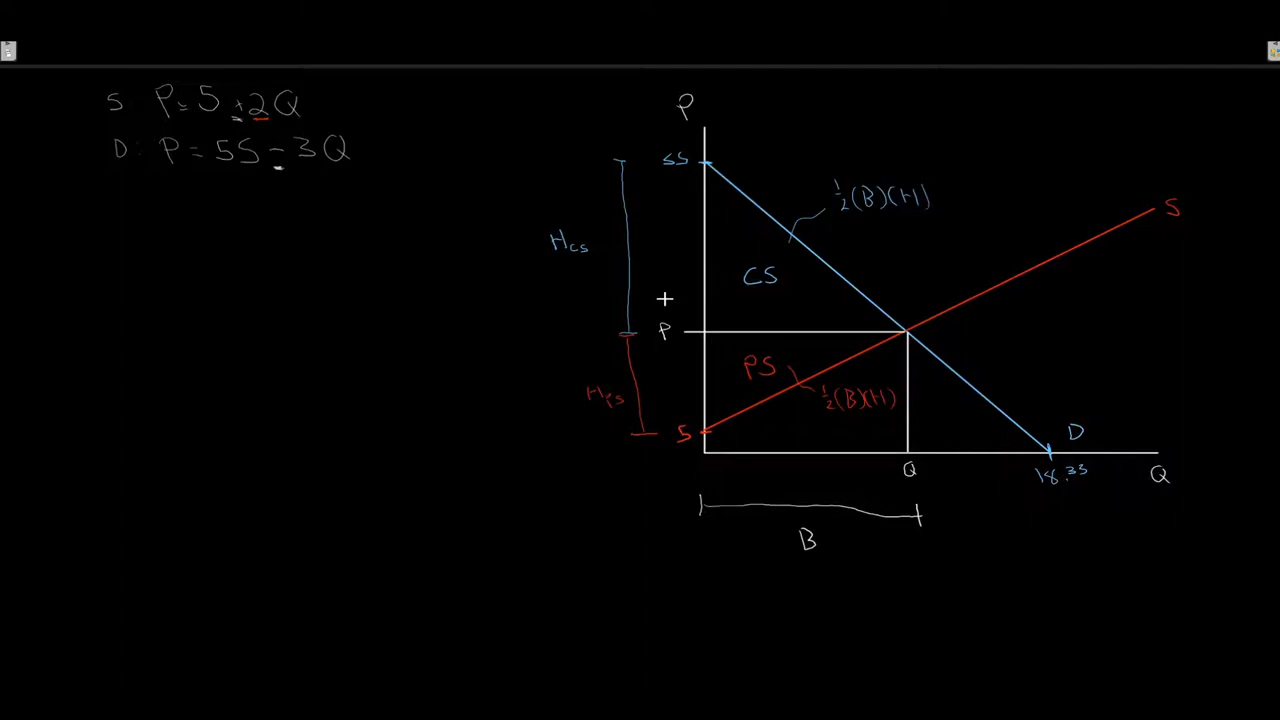 S: P = 5 + 2Q
D: P = 55 - 3Q
P
55
½(B)(H)
S
HCS
CS
P
PS
HPS
½(B)(H)
5
D
Q
18.33
Q
B